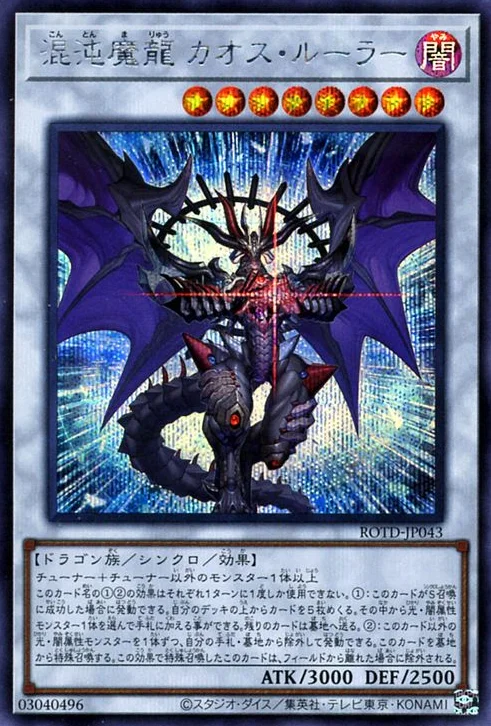 混沌魔龍 カオス・ルーラー
闇
ROTD-JP043
【ドラゴン族／シンクロ／効果】
チューナー＋チューナー以外のモンスター1体以上
このカード名の①②の効果はそれぞれ1ターンに1度しか使用できない。①：このカードがS召喚
に成功した場合に発動できる。自分のデッキの上からカードを5枚めくる。その中から光・闇属性
モンスター1体を選んで手札に加える事ができる。残りのカードは墓地へ送る。②：このカード以外の
光・闇属性モンスターを1体ずつ、自分の手札・墓地から除外して発動できる。このカードを墓地
から特殊召喚する。この効果で特殊召喚したこのカードは、フィールドから離れた場合に除外される。
ATK/3000 DEF/2500
03040496
©スタジオ・ダイス／集英社・テレビ東京・KONAMI